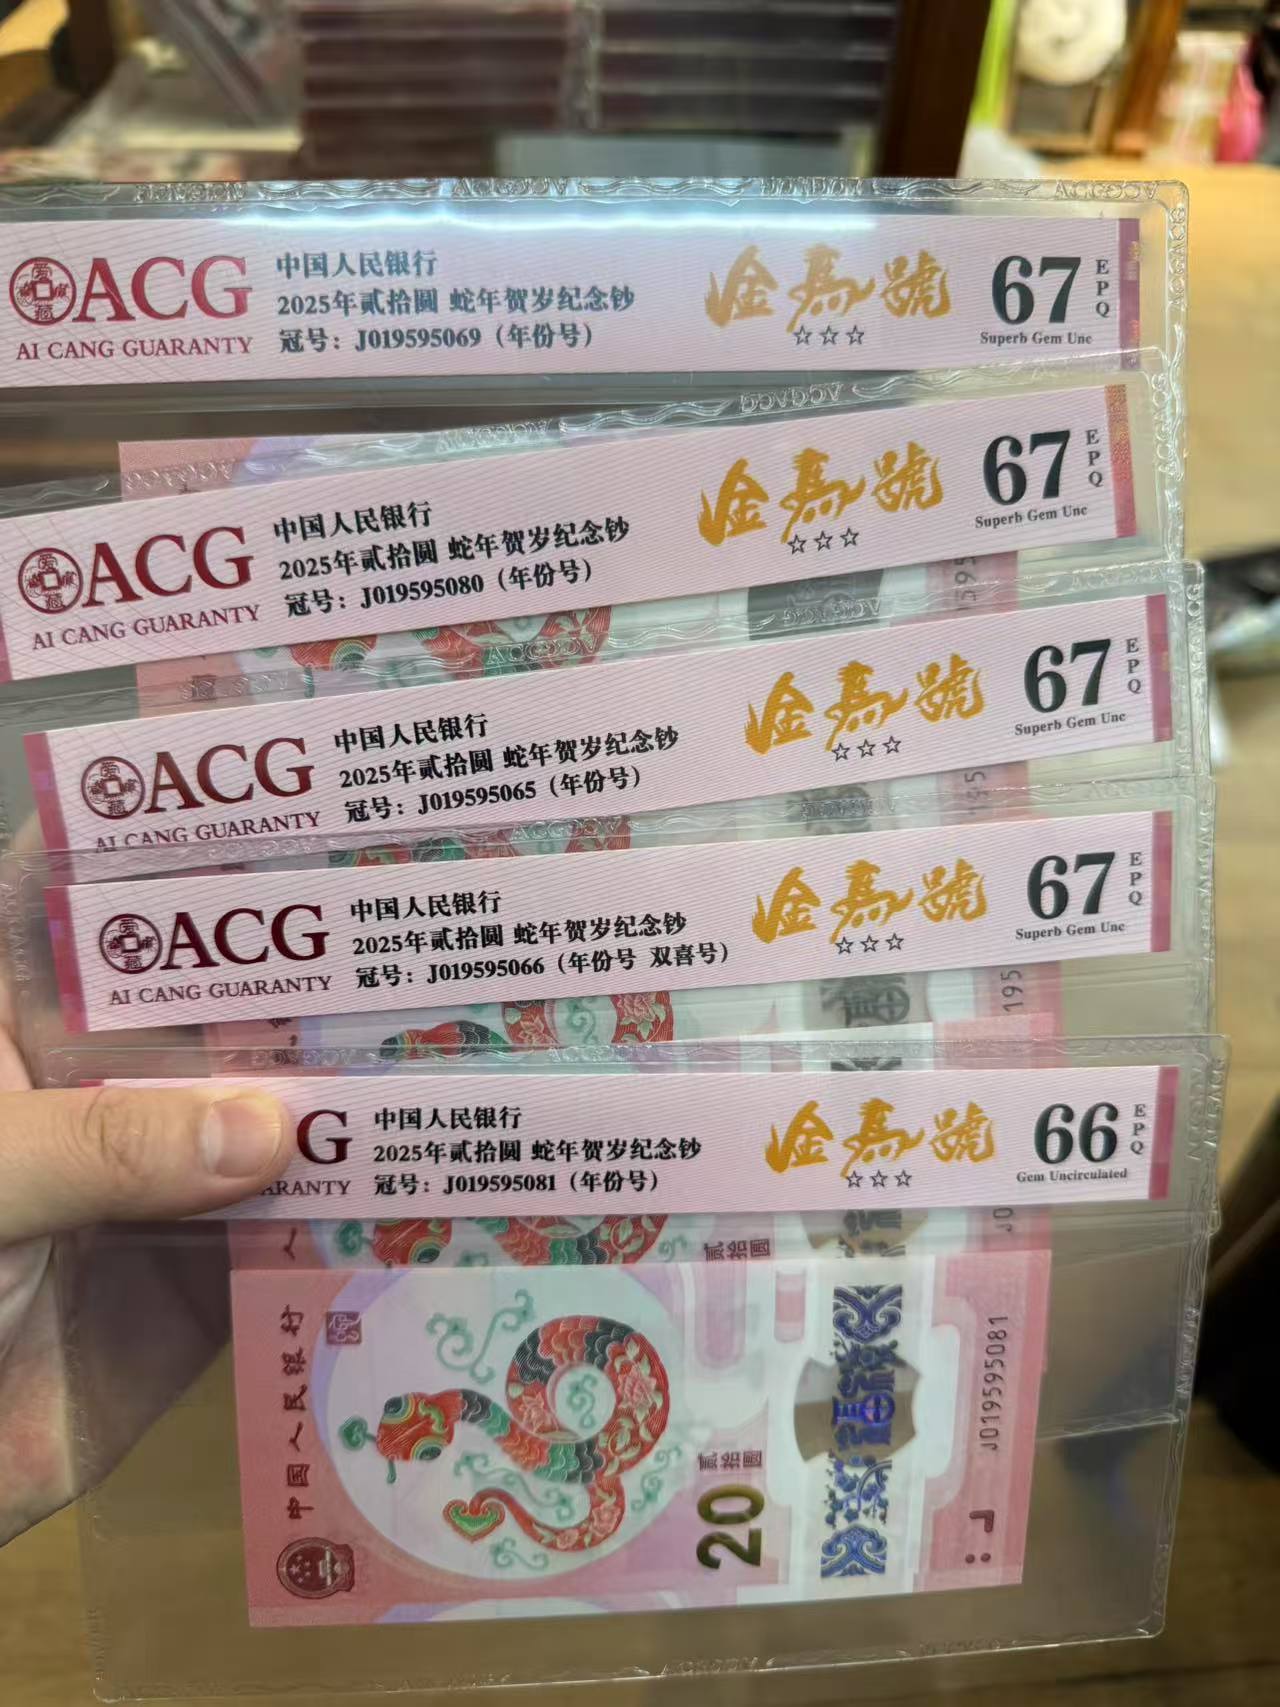 ACG
AI CANG GUARANTY
中国人民银行
2025年贰拾圆 蛇年贺岁纪念钞
冠号：J019595069（年份号）
金馬號
☆☆☆
67
EPQ
Superb Gem Unc
ACG
AI CANG GUARANTY
中国人民银行
2025年贰拾圆 蛇年贺岁纪念钞
冠号：J019595080（年份号）
金馬號
☆☆☆
67
EPQ
Superb Gem Unc
ACG
AI CANG GUARANTY
中国人民银行
2025年贰拾圆 蛇年贺岁纪念钞
冠号：J019595065（年份号）
金馬號
☆☆☆
67
EPQ
Superb Gem Unc
ACG
AI CANG GUARANTY
中国人民银行
2025年贰拾圆 蛇年贺岁纪念钞
冠号：J019595066（年份号 双喜号）
金馬號
☆☆☆
67
EPQ
Superb Gem Unc
G
ARANTY
中国人民银行
2025年贰拾圆 蛇年贺岁纪念钞
冠号：J019595081（年份号）
金馬號
☆☆☆
66
EPQ
Gem Uncirculated
贰拾圆
中国人民银行
20
贰拾圆
J019595081